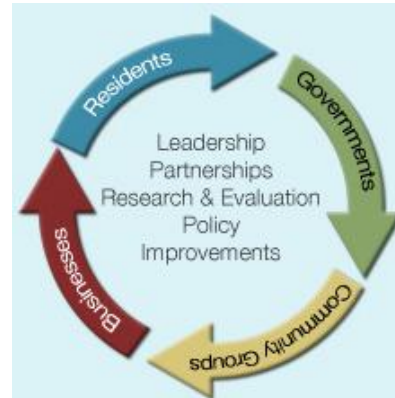 Residents
Governments
Leadership
Partnerships
Research & Evaluation
Policy
Improvements
Businesses
Community Groups